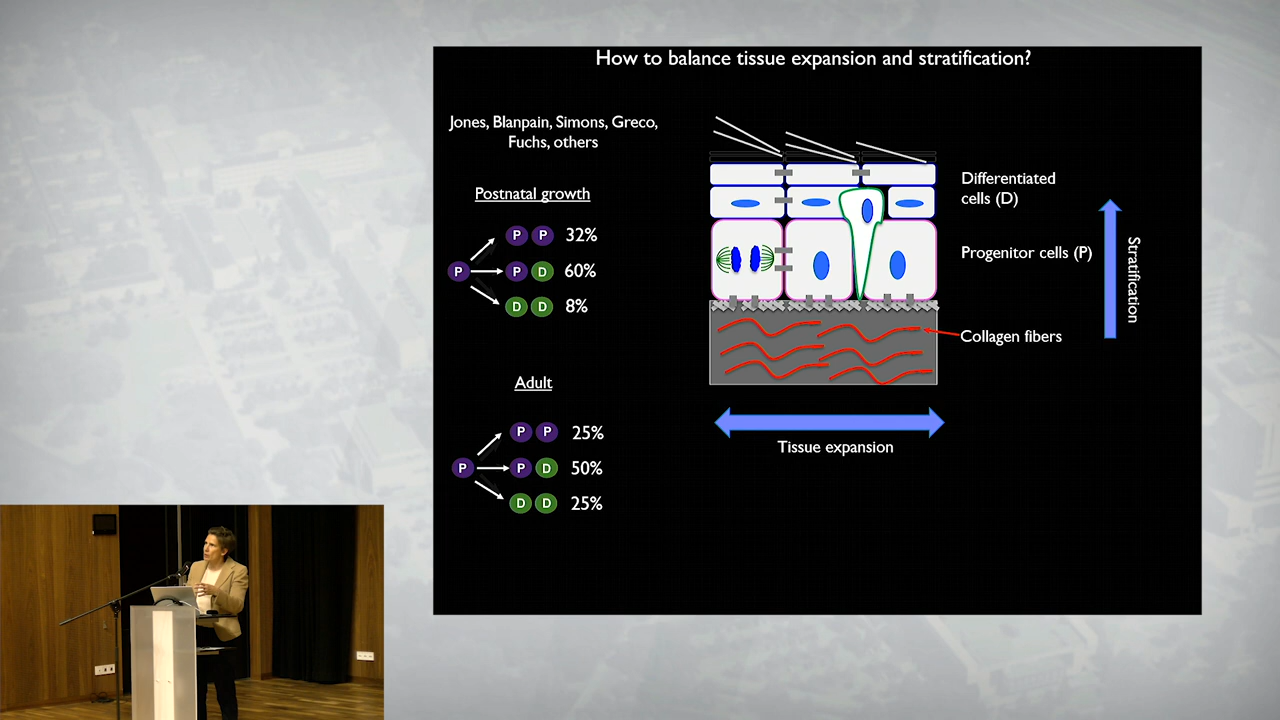 How to balance tissue expansion and stratification?
Jones, Blanpain, Simons, Greco,
Fuchs, others
Postnatal growth
P
P P 32%
P D 60%
D D 8%
Adult
P
P P 25%
P D 50%
D D 25%
Differentiated
cells (D)
Progenitor cells (P)
Stratification
Collagen fibers
Tissue expansion